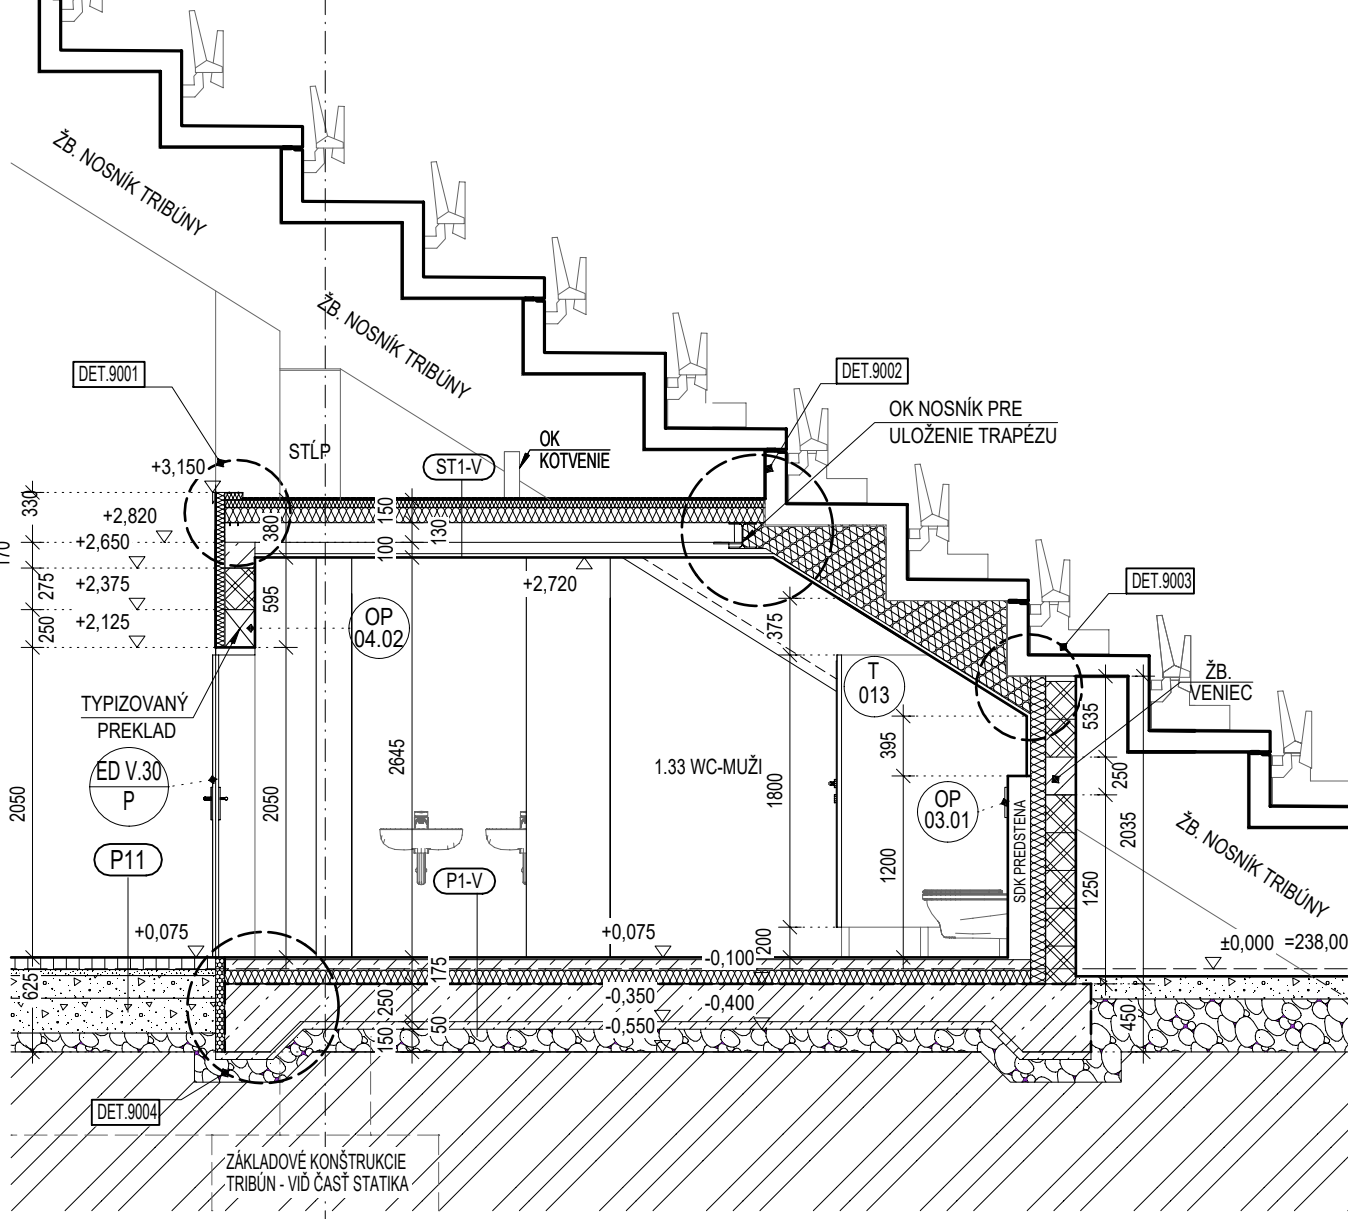 ŽB. NOSNÍK TRIBÚNY
ŽB. NOSNÍK TRIBÚNY
DET.9001
DET.9002
OK NOSNÍK PRE
ULOŽENIE TRAPÉZU
STĹP
OK
KOTVENIE
ST1-V
+3,150
330
+2,820
380
150
130
170
+2,650
100
275
+2,375
595
+2,720
DET.9003
250
+2,125
OP
04.02
375
T
013
ŽB.
VENIEC
TYPIZOVANÝ
PREKLAD
535
395
250
ÉD V.30
P
2645
1.33 WC-MUŽI
1800
OP
03.01
2050
2050
2035
SDK PREDSTENA
ŽB. NOSNÍK TRIBÚNY
P11
P1-V
1200
1250
+0,075
+0,075
200
±0,000 =238,00
-0,100
175
625
250
-0,350
-0,400
450
50
-0,550
150
DET.9004
ZÁKLADOVÉ KONŠTRUKCIE
TRIBÚN - VIĎ ČASŤ STATIKA